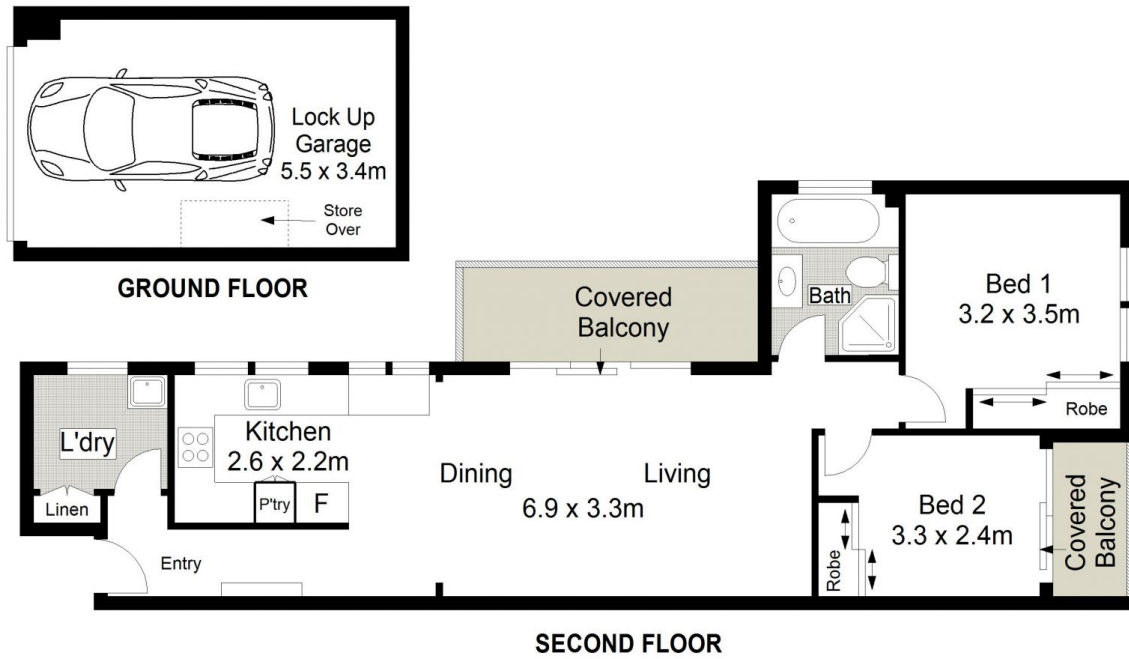 Lock Up
Garage
5.5 x 3.4m
Store
Over
GROUND FLOOR
Covered
Balcony
Bath
Bed 1
3.2 x 3.5m
Robe
L'dry
Linen
Kitchen
2.6 x 2.2m
P'try
F
Entry
Dining
Living
6.9 x 3.3m
Bed 2
3.3 x 2.4m
Robe
Covered
Balcony
SECOND FLOOR